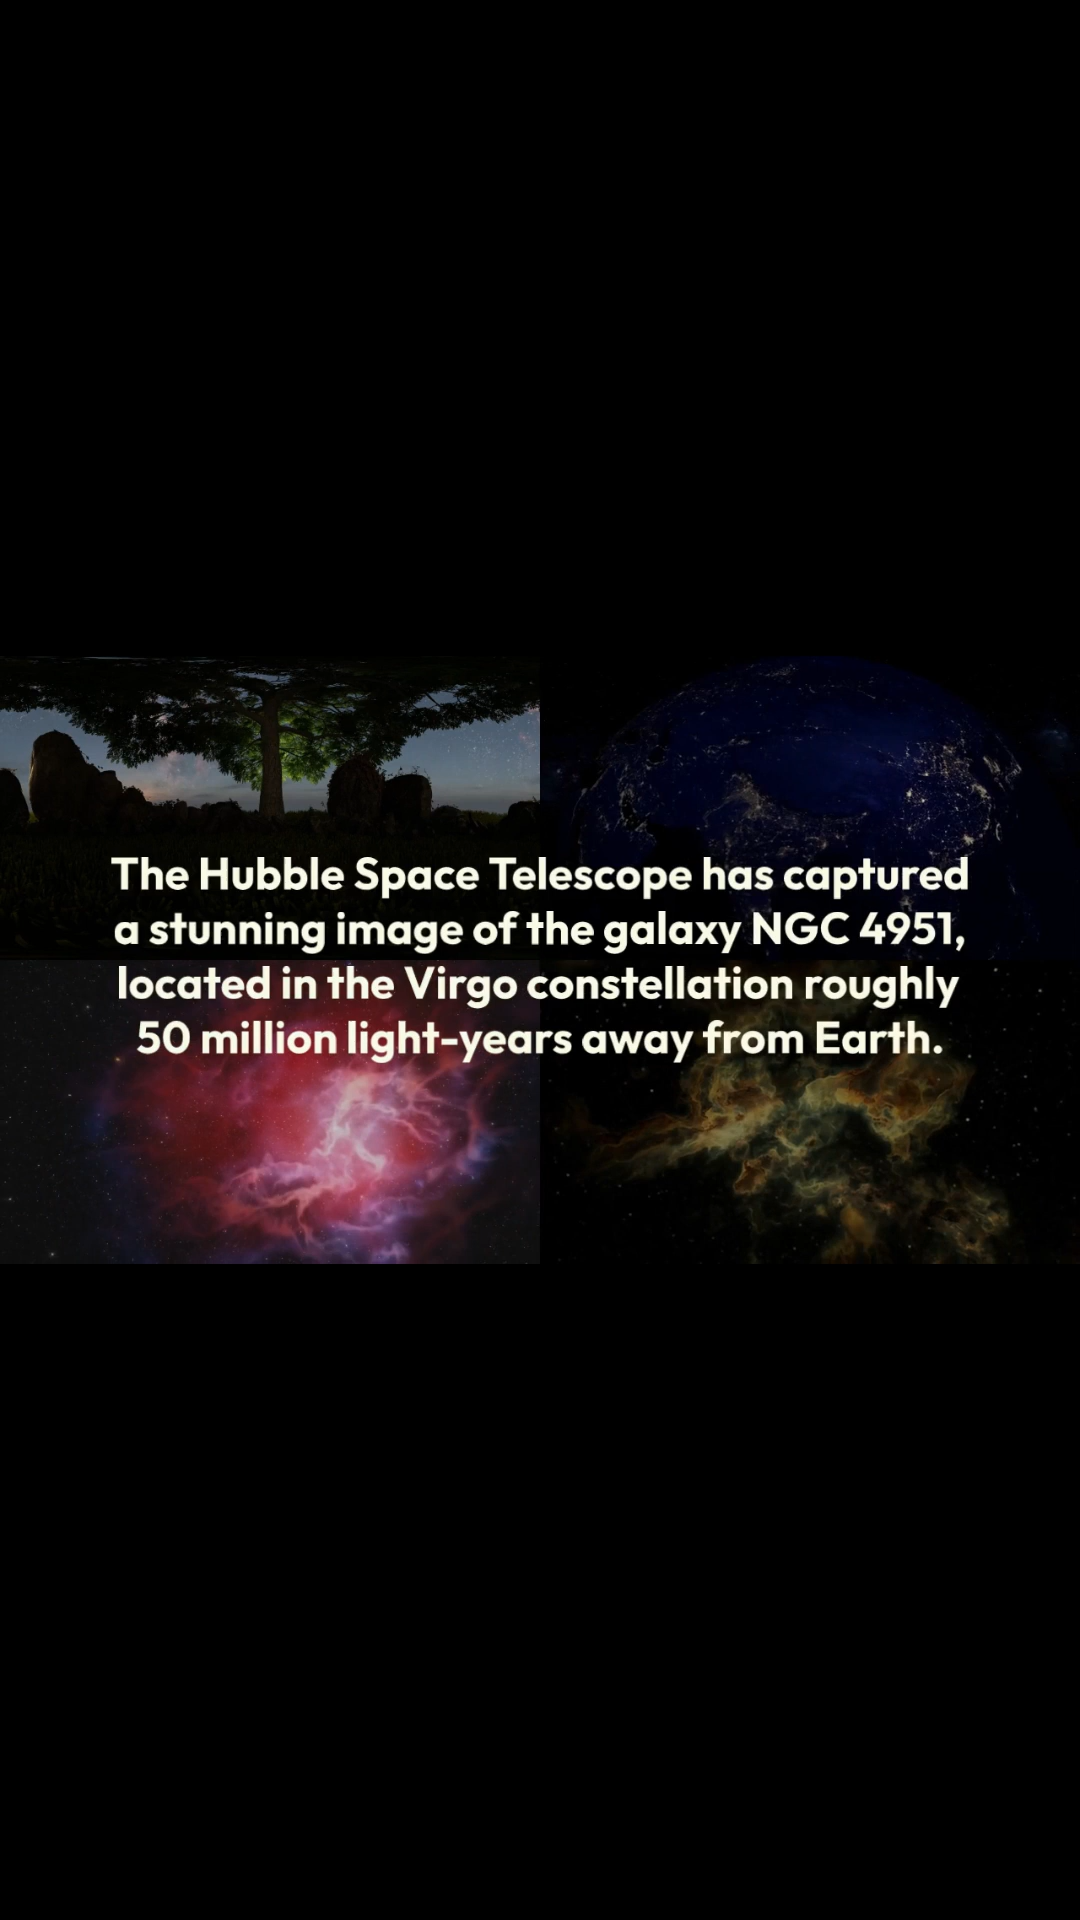 The Hubble Space Telescope has captured
a stunning image of the galaxy NGC 4951,
located in the Virgo constellation roughly
50 million light-years away from Earth.